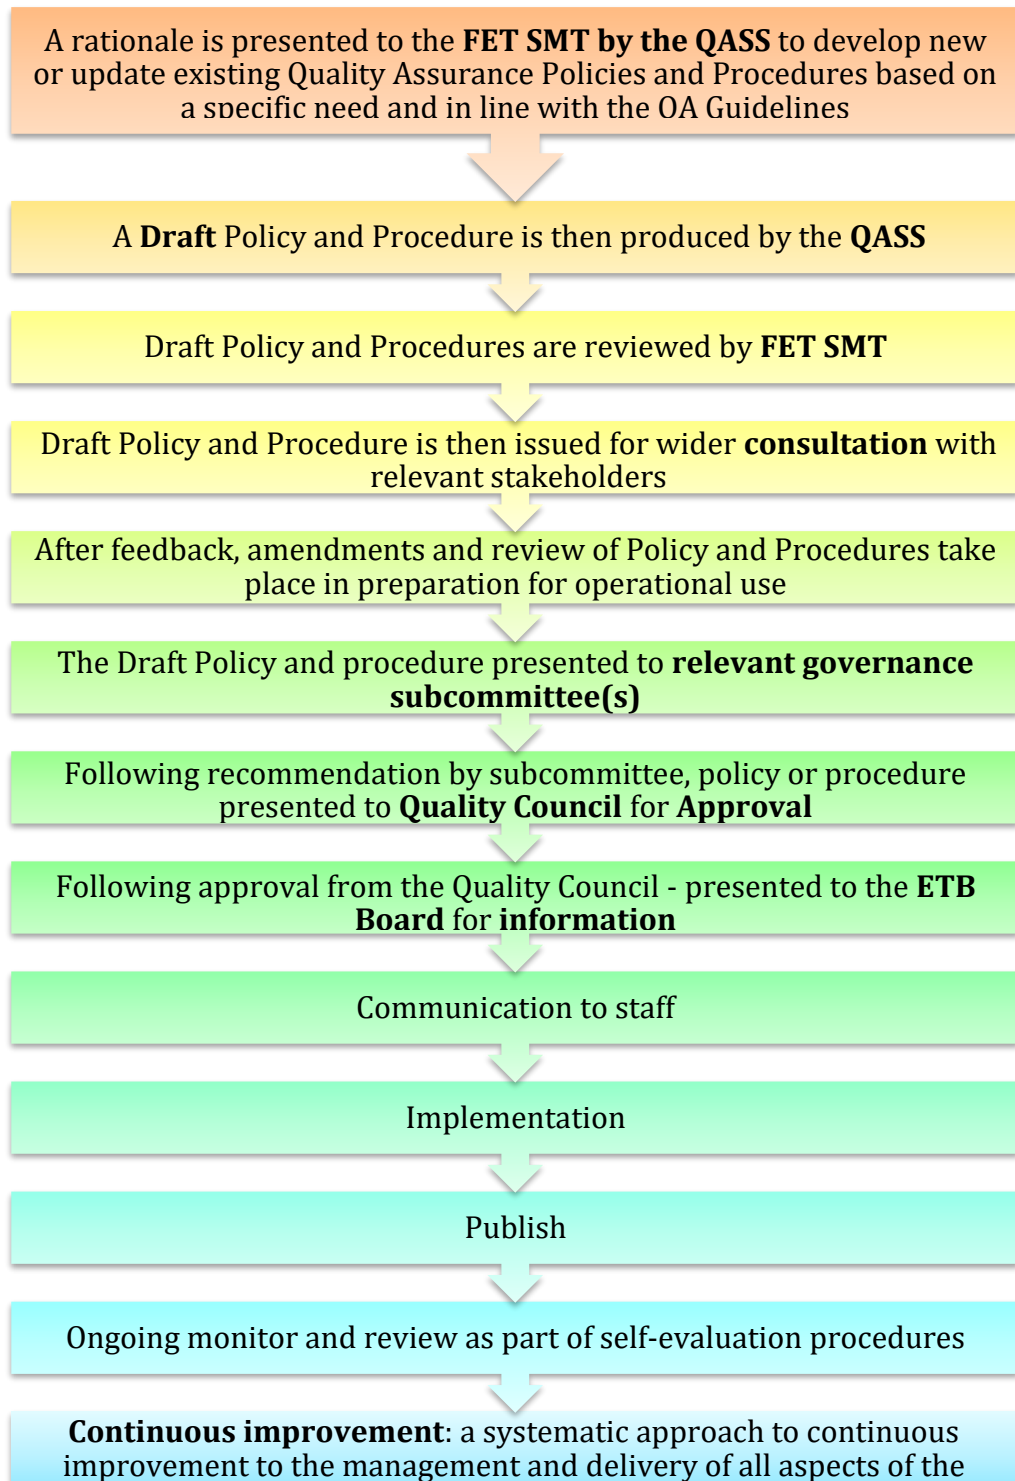 A rationale is presented to the FET SMT by the QASS to develop new
or update existing Quality Assurance Policies and Procedures based on
a specific need and in line with the QA Guidelines
A Draft Policy and Procedure is then produced by the QASS
Draft Policy and Procedures are reviewed by FET SMT
Draft Policy and Procedure is then issued for wider consultation with
relevant stakeholders
After feedback, amendments and review of Policy and Procedures take
place in preparation for operational use
The Draft Policy and procedure presented to relevant governance
subcommittee(s)
Following recommendation by subcommittee, policy or procedure
presented to Quality Council for Approval
Following approval from the Quality Council - presented to the ETB
Board for information
Communication to staff
Implementation
Publish
Ongoing monitor and review as part of self-evaluation procedures
Continuous improvement: a systematic approach to continuous
improvement to the management and delivery of all aspects of the